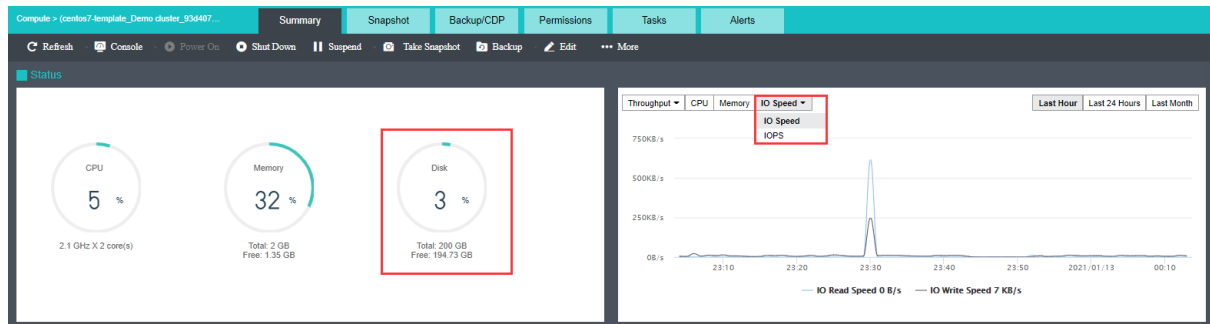 Compute > (centos7-template_Demo cluster_93d407...
Summary
Snapshot
Backup/CDP
Permissions
Tasks
Alerts
Refresh
Console
Power On
Shut Down
Suspend
Take Snapshot
Backup
Edit
More
Status
CPU
5 %
2.1 GHz X 2 core(s)
Memory
32 %
Total: 2 GB
Free: 1.35 GB
Disk
3 %
Total: 200 GB
Free: 194.73 GB
Throughput
CPU
Memory
IO Speed
Last Hour
Last 24 Hours
Last Month
IO Speed
IOPS
750KB/s
500KB/s
250KB/s
0B/s
23:10
23:20
23:30
23:40
23:50
2021/01/13
00:10
IO Read Speed 0 B/s
IO Write Speed 7 KB/s